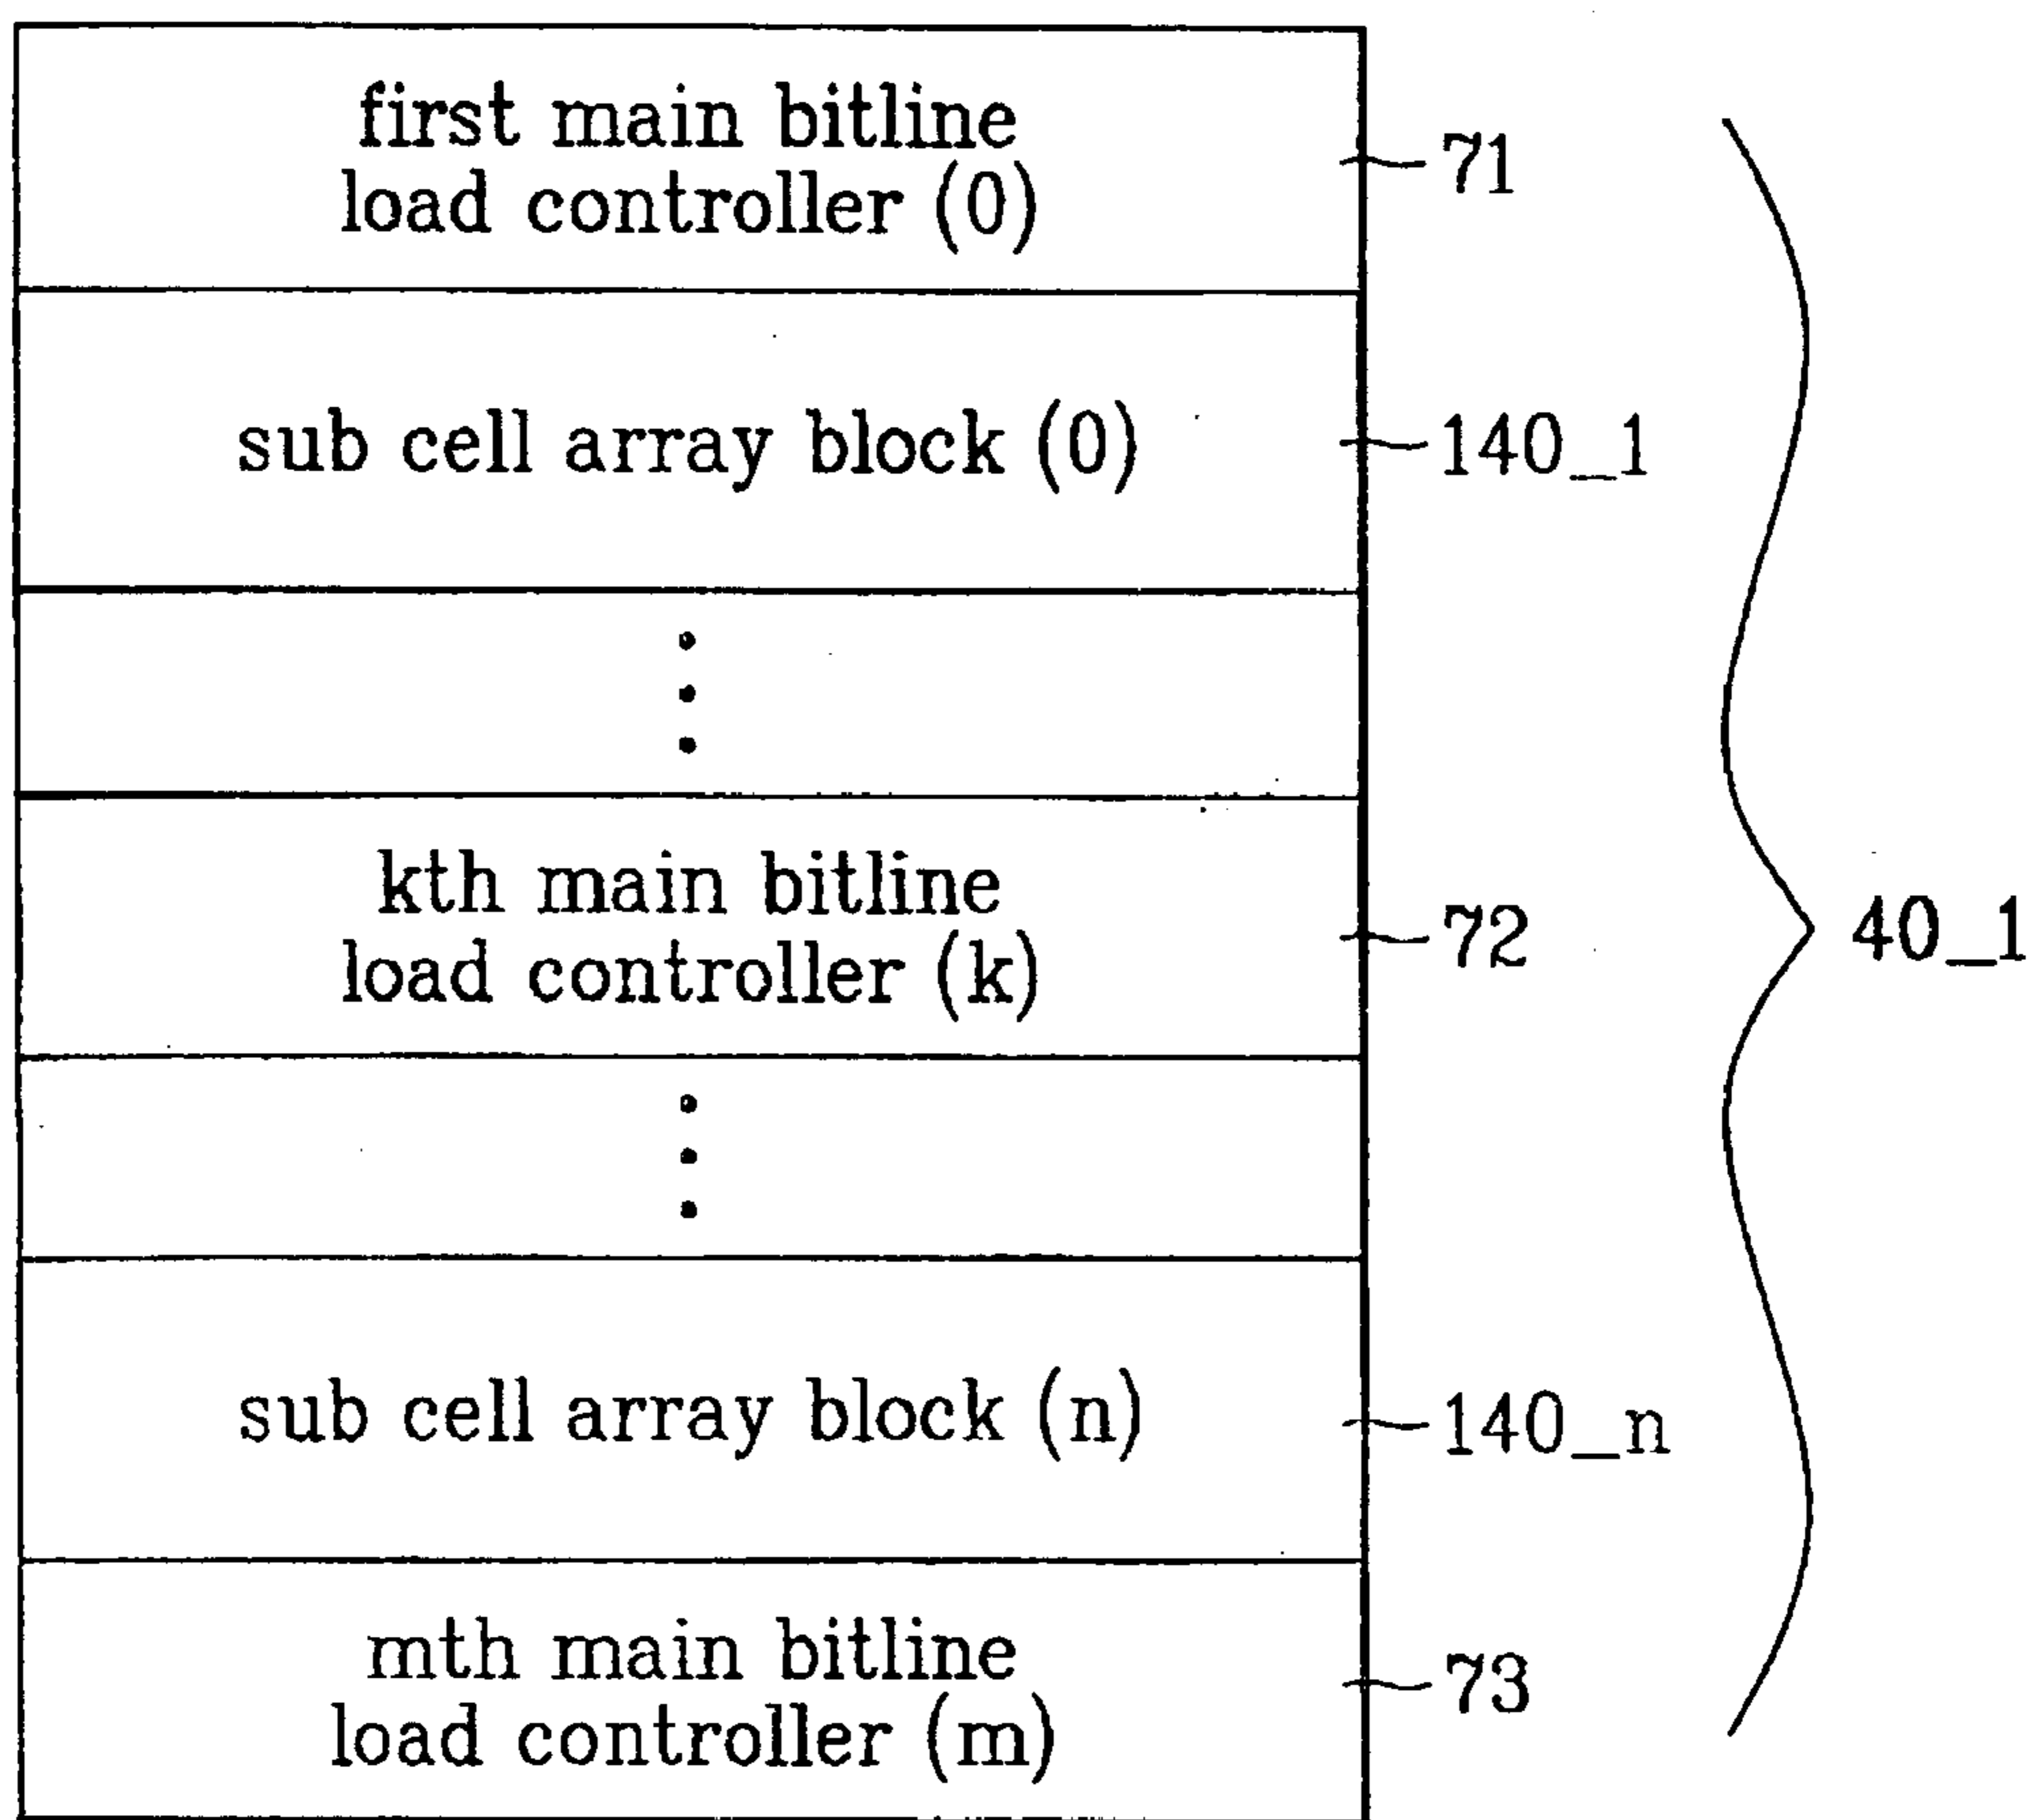 first main bitline
load controller (0)
71
sub cell array block (0)
140_1
kth main bitline
load controller (k)
72
40_1
sub cell array block (n)
140_n
mth main bitline
load controller (m)
73